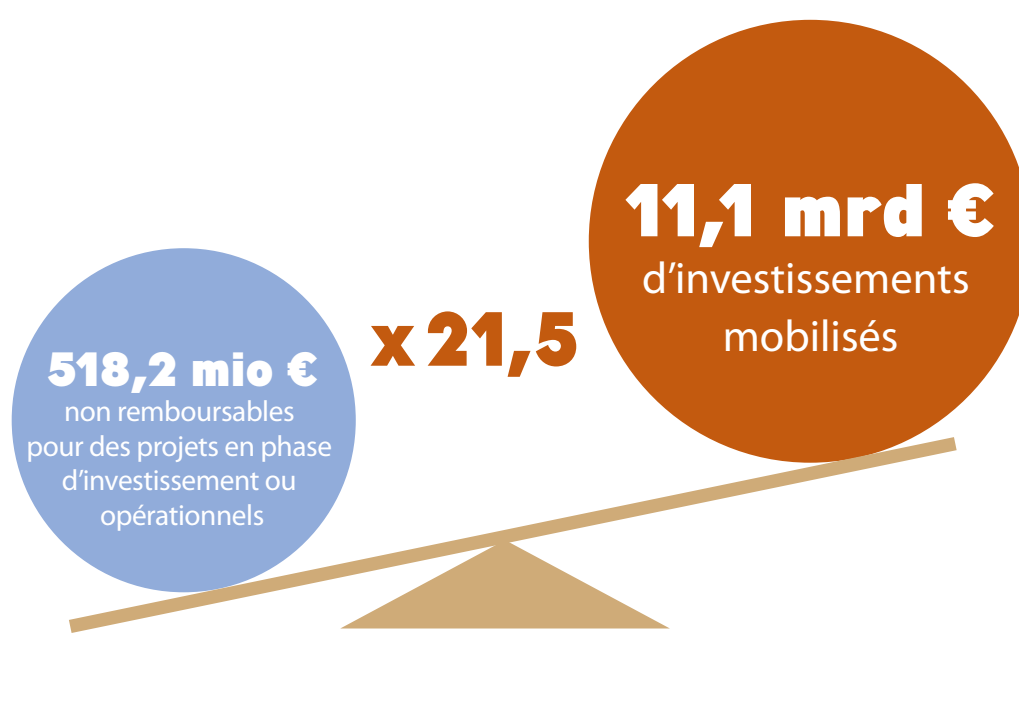 518,2 mio €
non remboursables
pour des projets en phase
d’investissement ou
opérationnels
x 21,5
11,1 mrd €
d’investissements
mobilisés